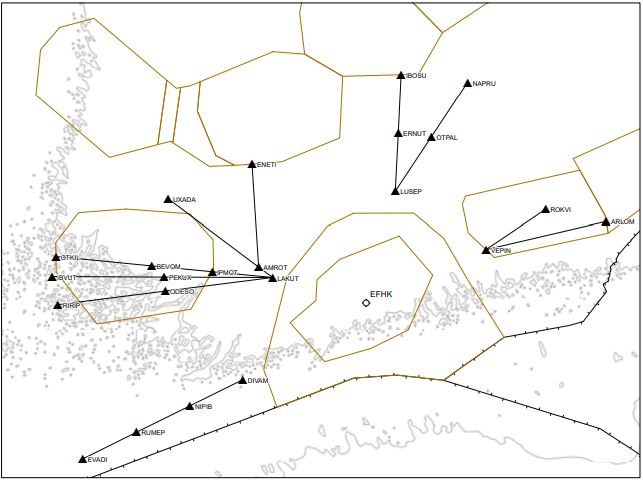 IBOSU
NAPRU
ERNUT
OTPAL
ENETI
LUSEP
UXADA
ROKVI
ARLOM
VEPIN
GTKIL
BEVOM
AMROT
IPMOT
IBVUT
PEKUX
LAKUT
ODESO
RIRIP
EFHK
DIVAM
NIPIB
RUMEP
EVADI